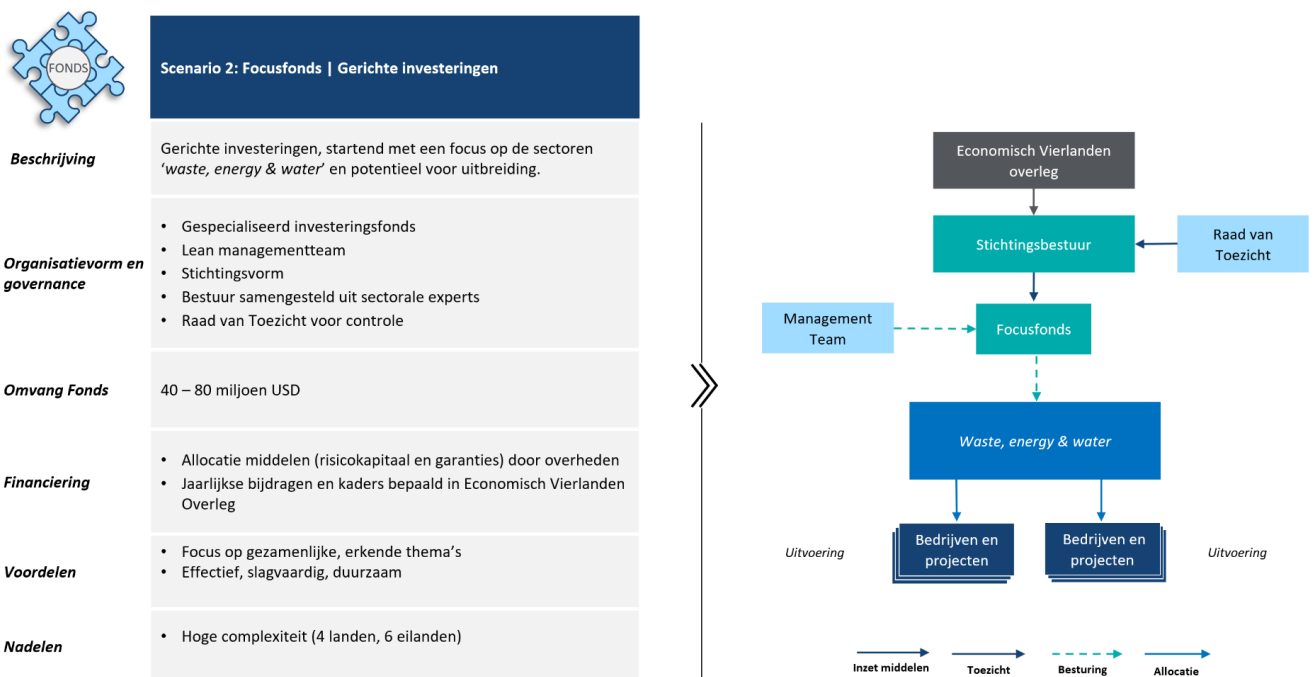 FONDS
Scenario 2: Focusfonds | Gerichte investeringen
Beschrijving
Gerichte investeringen, startend met een focus op de sectoren
‘waste, energy & water’ en potentieel voor uitbreiding.
Organisatievorm en
governance
• Gespecialiseerd investeringsfonds
• Lean managementteam
• Stichtingsvorm
• Bestuur samengesteld uit sectorale experts
• Raad van Toezicht voor controle
Omvang Fonds
40 – 80 miljoen USD
Financiering
• Allocatie middelen (risicokapitaal en garanties) door overheden
• Jaarlijkse bijdragen en kaders bepaald in Economisch Vierlanden
Overleg
Voordelen
• Focus op gezamenlijke, erkende thema’s
• Effectief, slagvaardig, duurzaam
Nadelen
• Hoge complexiteit (4 landen, 6 eilanden)
Economisch Vierlanden
overleg
Stichtingsbestuur
Raad van
Toezicht
Management
Team
Focusfonds
Waste, energy & water
Uitvoering
Bedrijven en
projecten
Bedrijven en
projecten
Uitvoering
Inzet middelen
Toezicht
Besturing
Allocatie